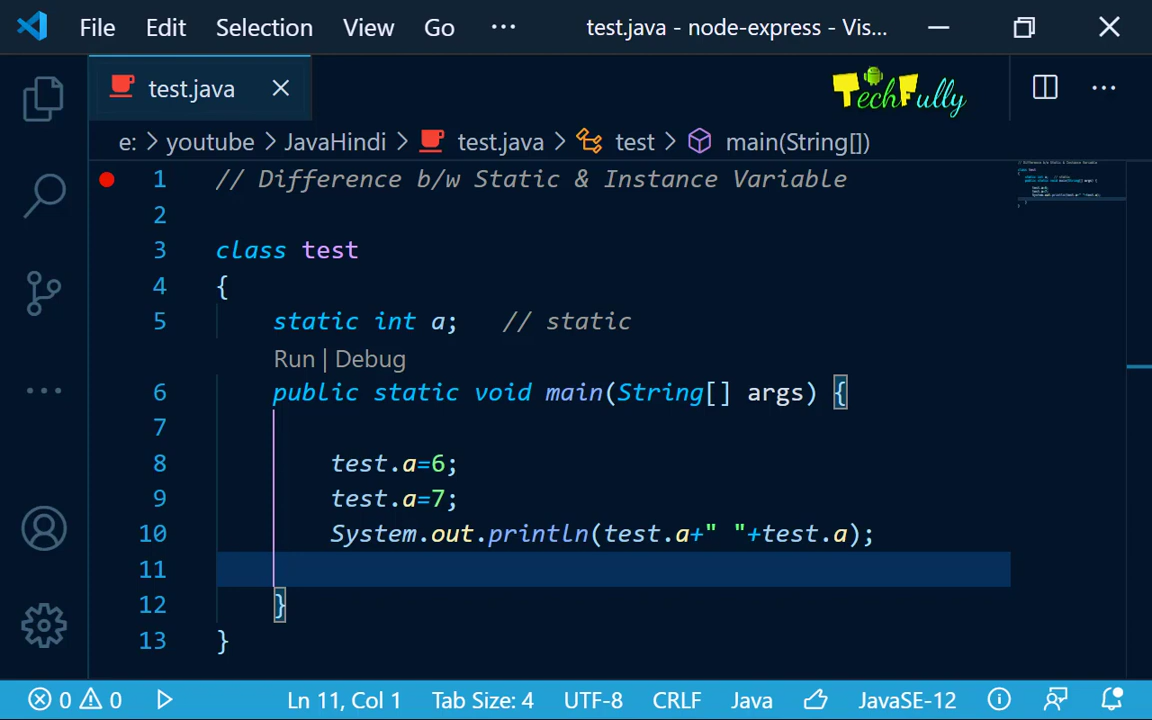 File Edit Selection View Go ··· test.java - node-express - Vis...
test.java
TechFully
e: > youtube > JavaHindi > test.java > test > main(String[])
1 // Difference b/w Static & Instance Variable
2
3 class test
4 {
5 static int a; // static
Run | Debug
6 public static void main(String[] args) {
7
8 test.a=6;
9 test.a=7;
10 System.out.println(test.a+" "+test.a);
11
12 }
13 }
0 0 Ln 11, Col 1 Tab Size: 4 UTF-8 CRLF Java JavaSE-12